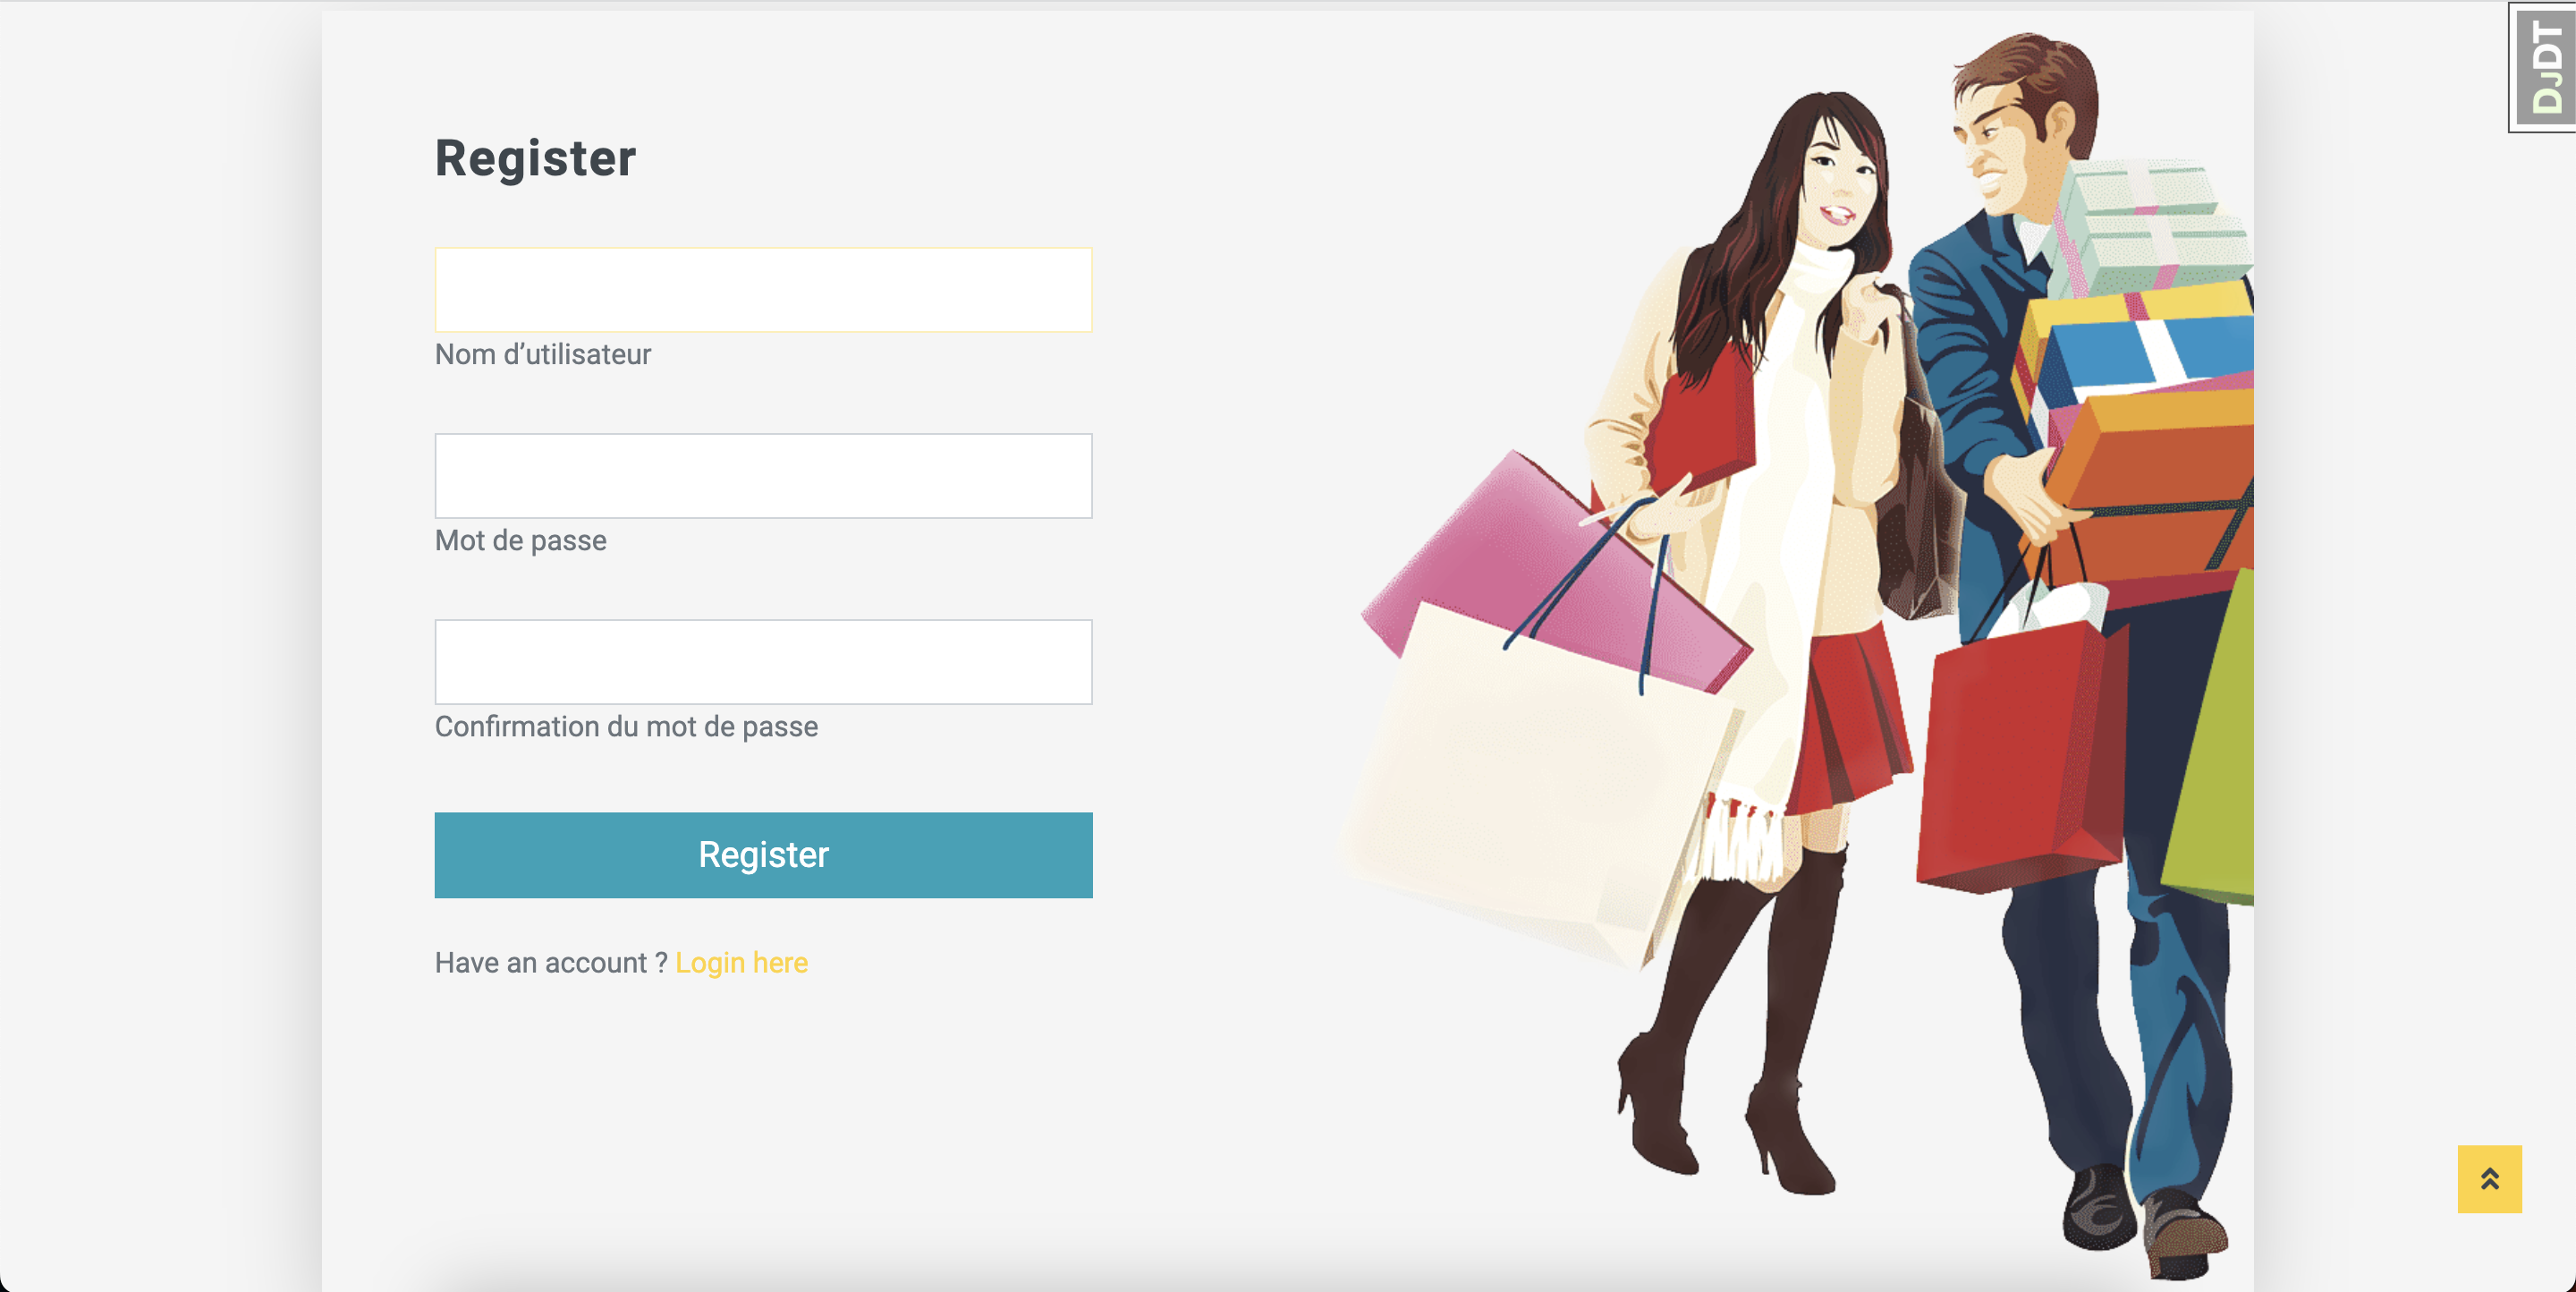 DJDT
Register
Nom d’utilisateur
Mot de passe
Confirmation du mot de passe
Register
Have an account ? Login here